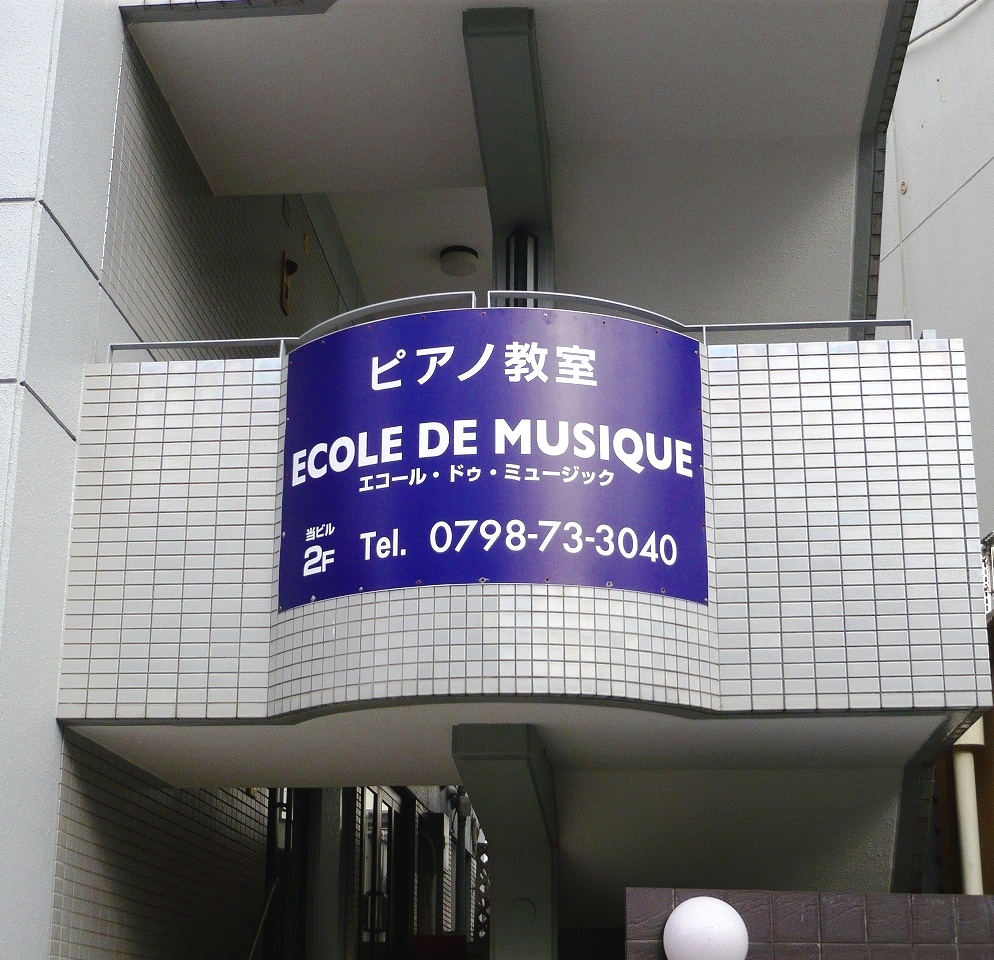 ピアノ教室
ECOLE DE MUSIQUE
エコール・ドゥ・ミュージック
当ビル
2F
Tel. 0798-73-3040